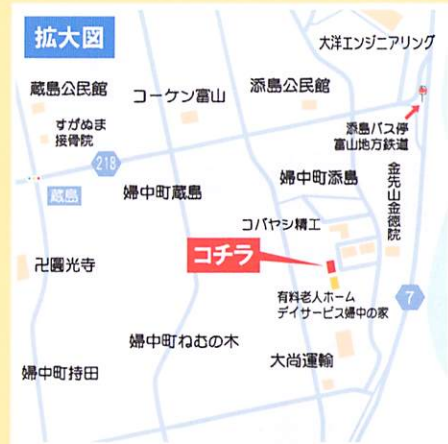 拡大図
大洋エンジニアリング
蔵島公民館
コーケン富山
添島公民館
すがぬま
接骨院
添島バス停
富山地方鉄道
218
蔵島
婦中町蔵島
婦中町添島
金先山金徳院
コバヤシ精工
コチラ
卍圓光寺
有料老人ホーム
デイサービス婦中の家
7
婦中町ねむの木
大尚運輸
婦中町持田